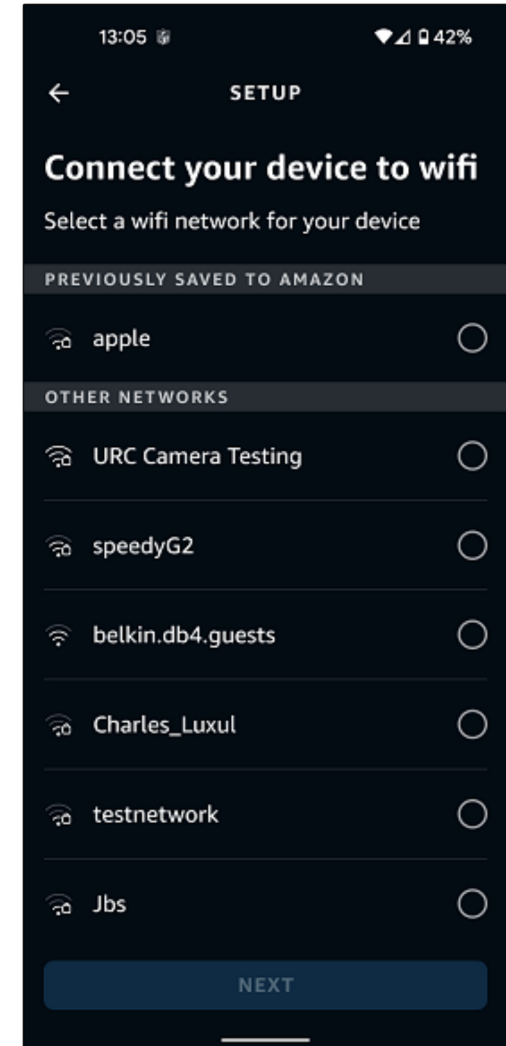 13:05 42%
SETUP
Connect your device to wifi
Select a wifi network for your device
PREVIOUSLY SAVED TO AMAZON
apple
OTHER NETWORKS
URC Camera Testing
speedyG2
belkin.db4.guests
Charles_Luxul
testnetwork
Jbs
NEXT